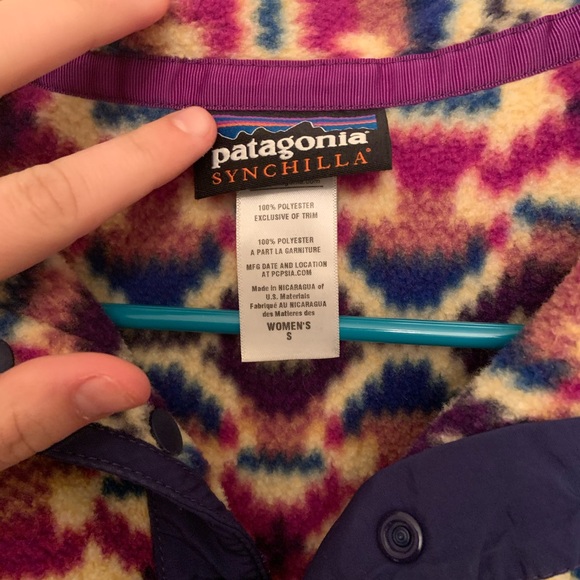 patagonia
SYNCHILLA®
100% POLYESTER
EXCLUSIVE OF TRIM
100% POLYESTER
A PART LA GARNITURE
MFG DATE AND LOCATION
AT PCPSIA.COM
Made in NICARAGUA of
U.S. Materials
Fabriqué AU NICARAGUA
des Matieres des
WOMEN'S
S